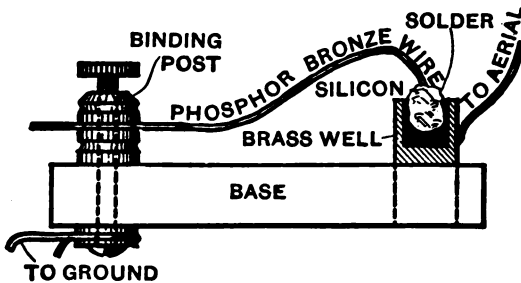 SOLDER
BINDING
POST
PHOSPHOR BRONZE WIRE
TO AERIAL
SILICON
BRASS WELL
BASE
TO GROUND